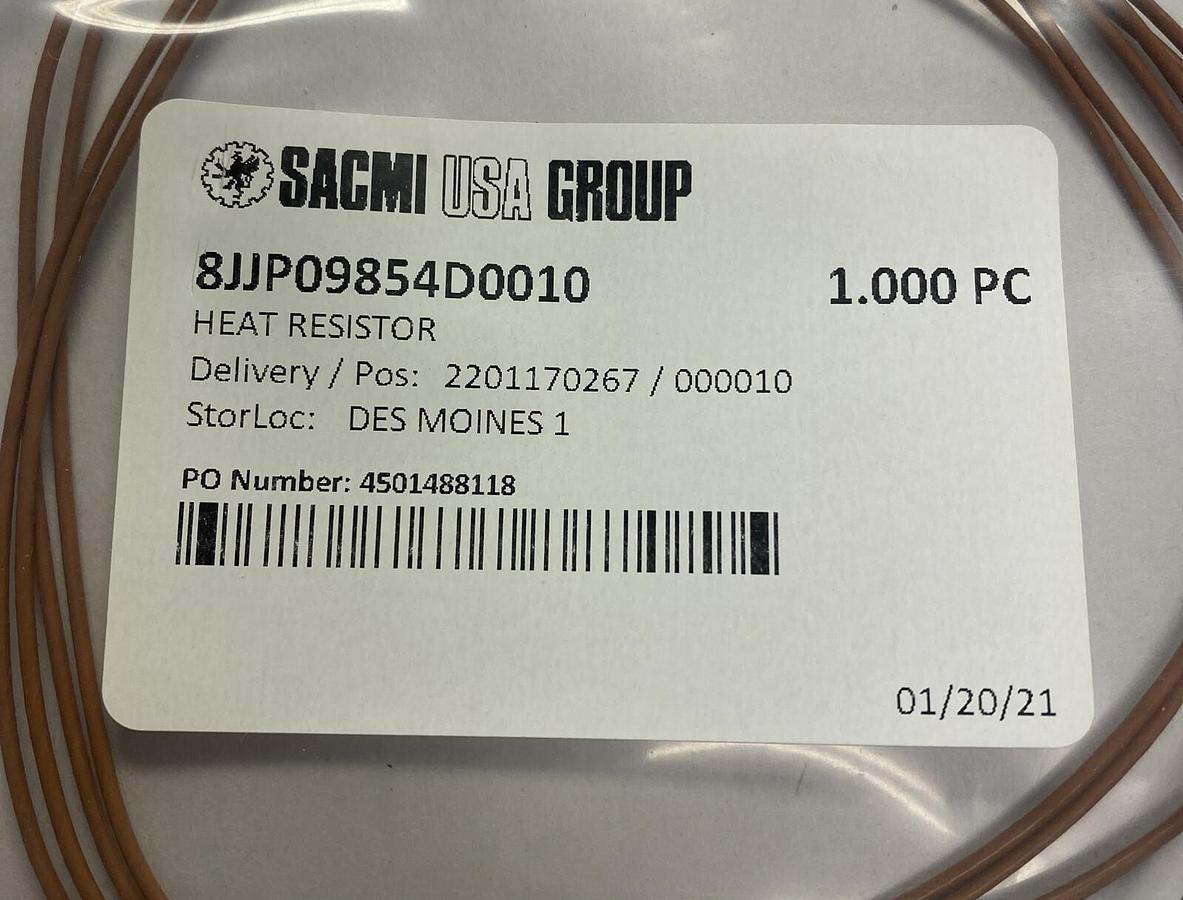 SACMI USA GROUP
8JJP09854D0010 1.000 PC
HEAT RESISTOR
Delivery / Pos: 2201170267 / 000010
StorLoc: DES MOINES 1
PO Number: 4501488118
01/20/21